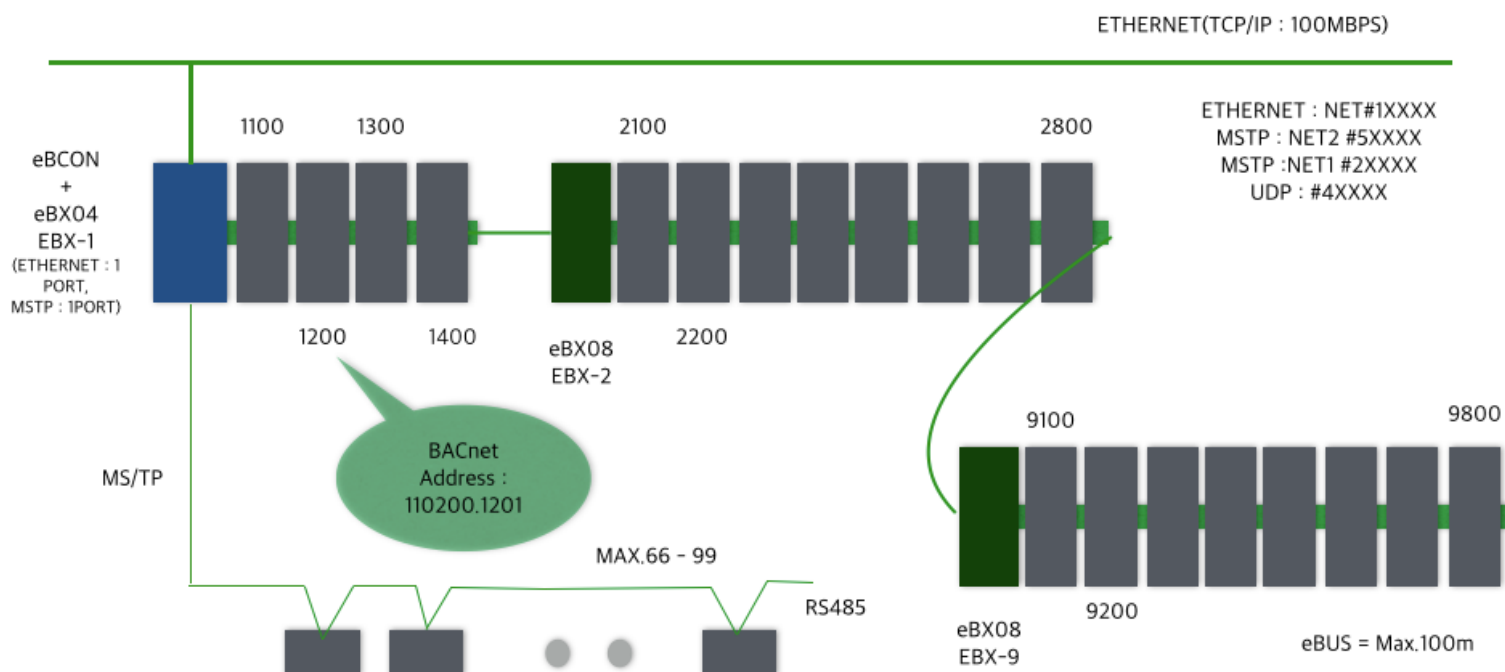 ETHERNET(TCP/IP : 100MBPS)
ETHERNET : NET#1XXXX
MSTP : NET2 #5XXXX
MSTP :NET1 #2XXXX
UDP : #4XXXX
1100
1300
2100
2800
eBCON
+
eBX04
EBX-1
(ETHERNET : 1
PORT,
MSTP : 1PORT)
1200
1400
eBX08
EBX-2
2200
BACnet
Address :
110200.1201
MS/TP
9100
9800
MAX.66 - 99
RS485
eBX08
EBX-9
9200
eBUS = Max.100m